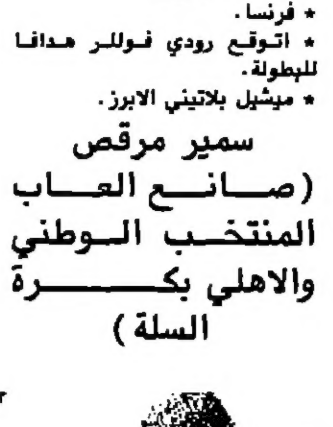 * فرنسا.
* اتوقع رودي فوللر هدافا
للبطولة.
* ميشيل بلاتيني الابرز.
سمير مرقص
(صانع العاب
المنتخب الوطني
والاهلي بكرة
السلة)